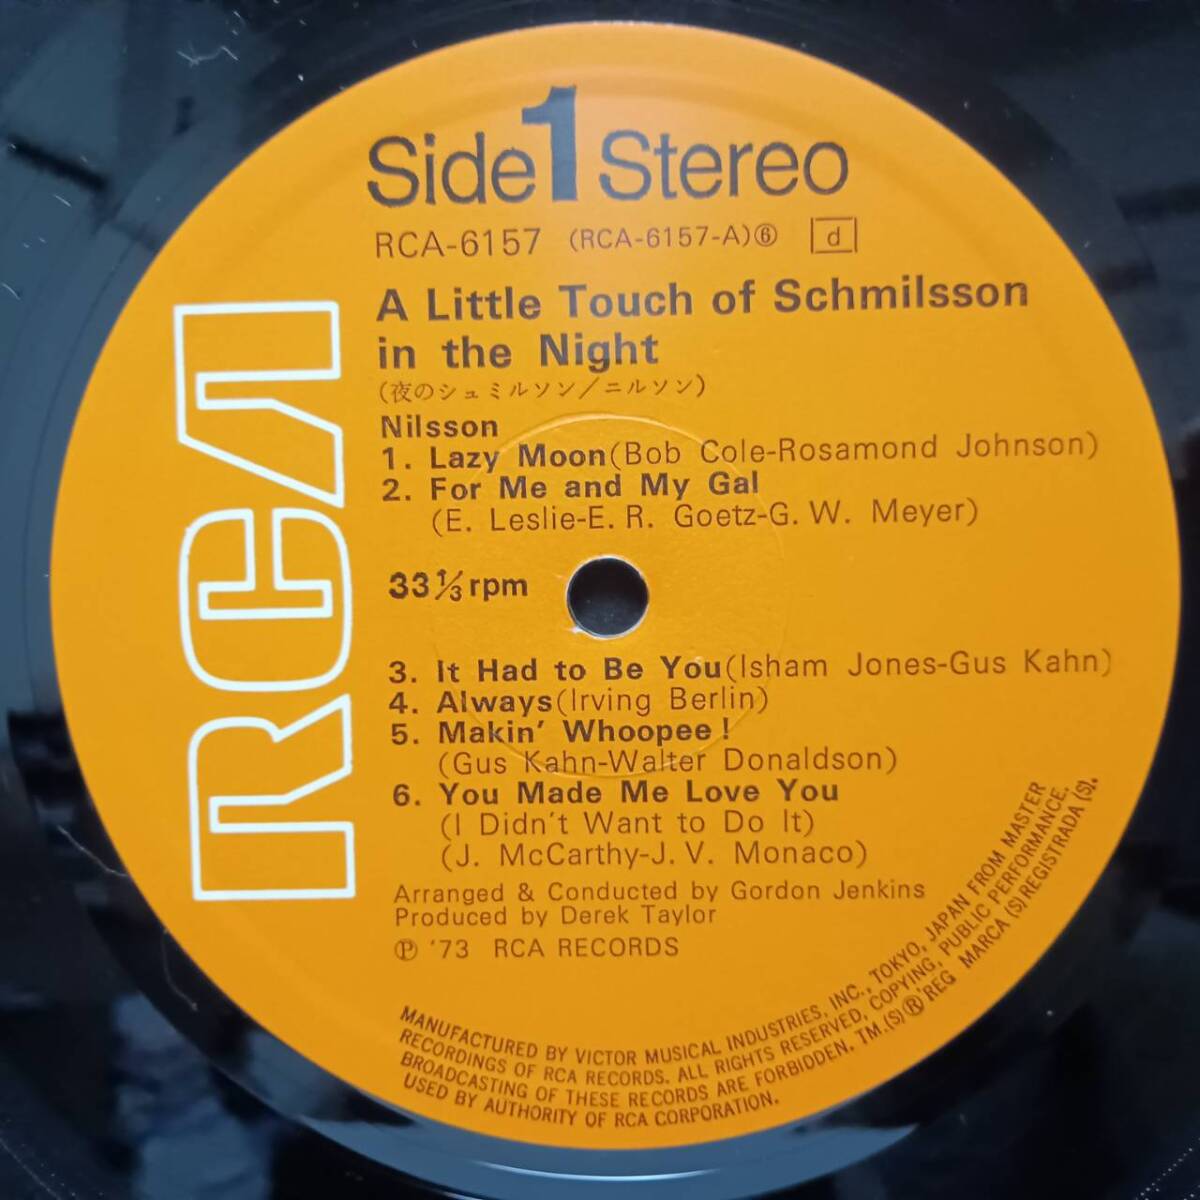 Side 1 Stereo
RCA-6157 (RCA-6157-A)⑥ d
A Little Touch of Schmilsson
in the Night
(夜のシュミルソン/ニルソン)
Nilsson
1. Lazy Moon(Bob Cole-Rosamond Johnson)
2. For Me and My Gal
(E. Leslie-E. R. Goetz-G. W. Meyer)
33 1/3 rpm
3. It Had to Be You(Isham Jones-Gus Kahn)
4. Always(Irving Berlin)
5. Makin' Whoopee!
(Gus Kahn-Walter Donaldson)
6. You Made Me Love You
(I Didn't Want to Do It)
(J. McCarthy-J. V. Monaco)
Arranged & Conducted by Gordon Jenkins
Produced by Derek Taylor
℗ '73 RCA RECORDS
RCA
MANUFACTURED BY VICTOR MUSICAL INDUSTRIES, INC., TOKYO, JAPAN FROM MASTER
RECORDINGS OF RCA RECORDS. ALL RIGHTS RESERVED, COPYING, PUBLIC PERFORMANCE,
BROADCASTING OF THESE RECORDS ARE FORBIDDEN. TM.(S)® REG MARCA (S) REGISTRADA (S).
USED BY AUTHORITY OF RCA CORPORATION.